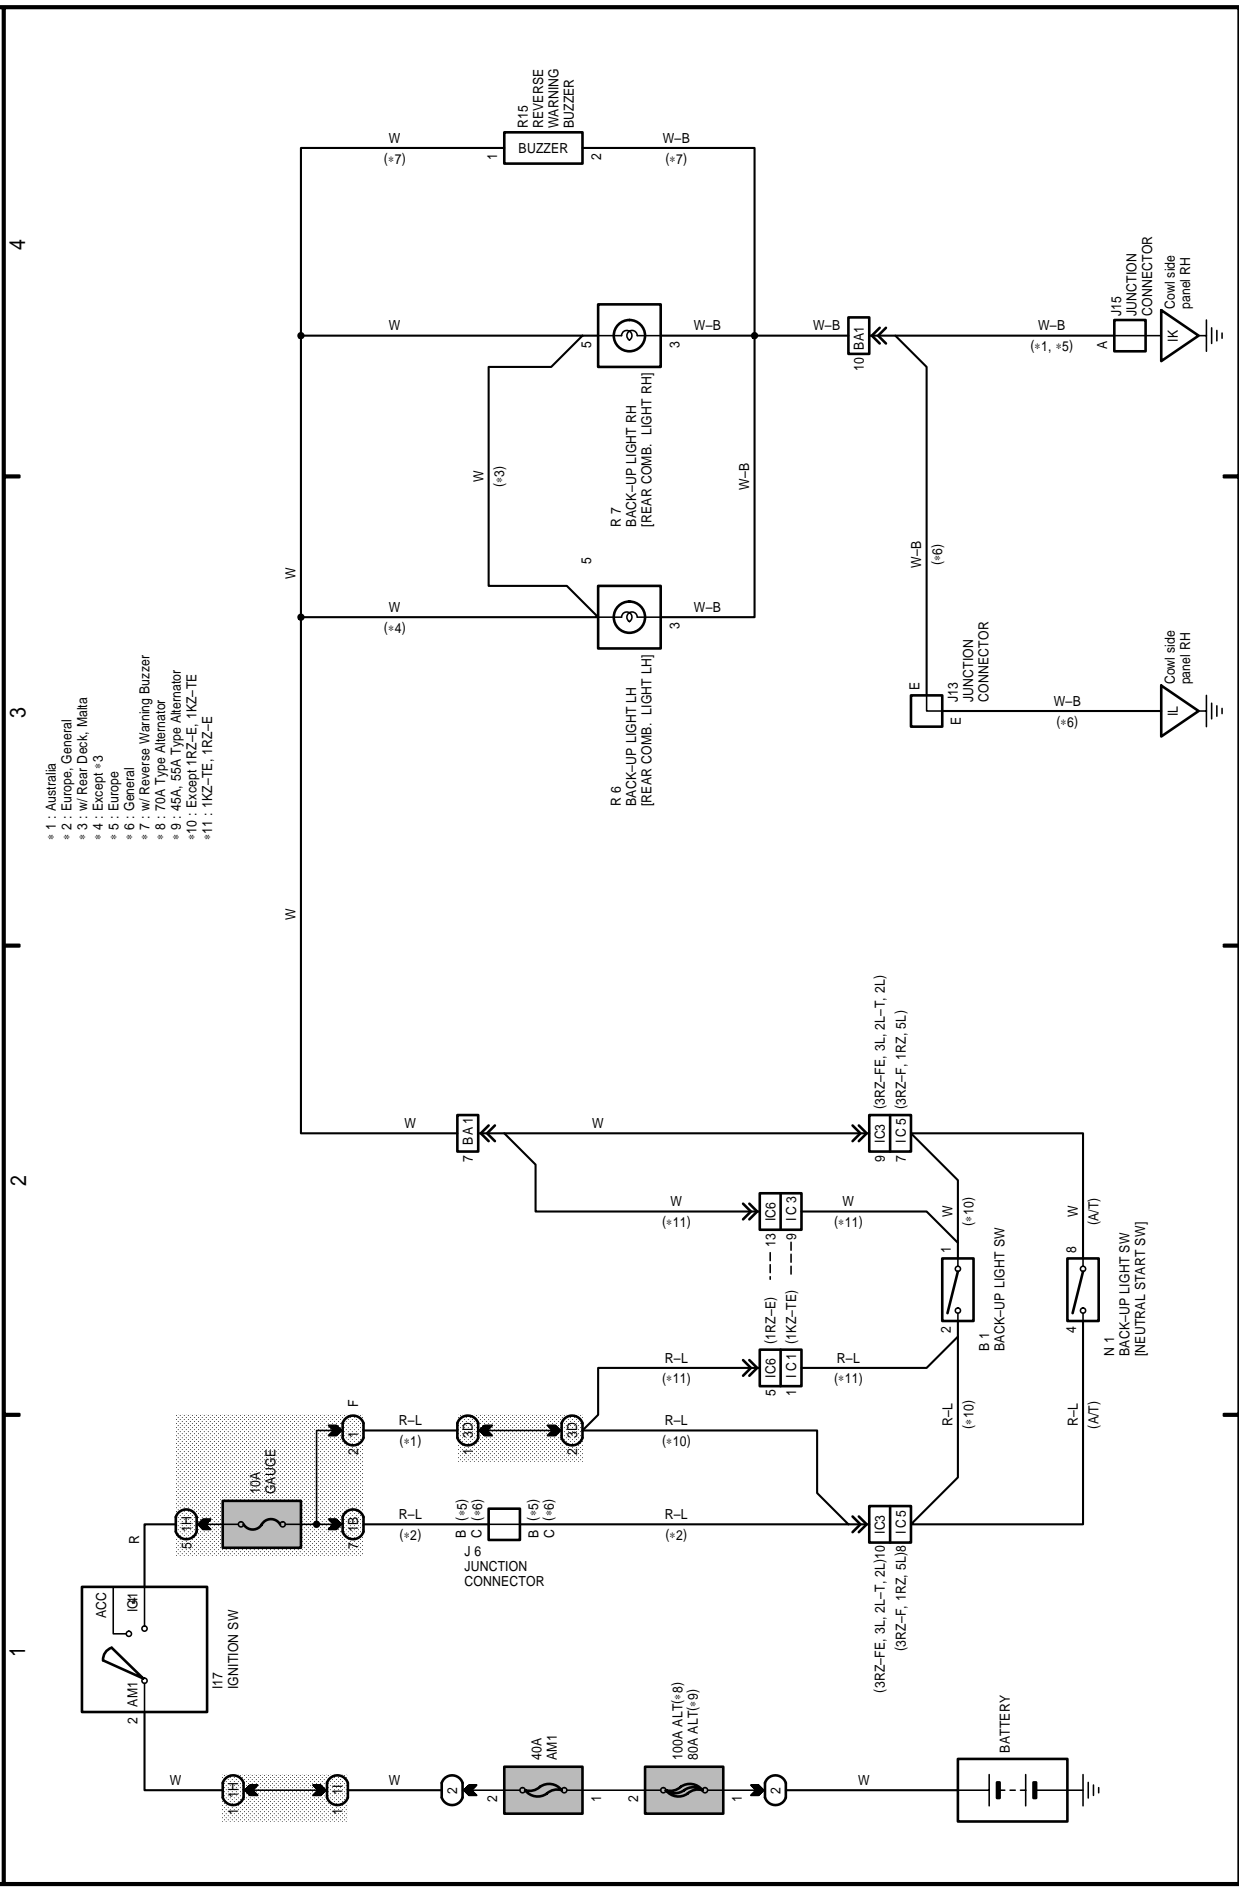 1
2
3
4
* 1 : Australia
* 2 : Europe, General
* 3 : w/ Rear Deck, Malta
* 4 : Except *3
* 5 : Europe
* 6 : General
* 7 : w/ Reverse Warning Buzzer
* 8 : 70A Type Alternator
* 9 : 45A, 55A Type Alternator
*10 : Except 1RZ–E, 1KZ–TE
*11 : 1KZ–TE, 1RZ–E
ACC
AM1
2
I17
IGNITION SW
R
5
1H
10A
GAUGE
7
1B
2
1
F
W
1
1H
1
1I
W
2
2
40A
AM1
1
2
100A ALT(*8)
80A ALT(*9)
1
2
W
BATTERY
R–L
(*2)
B (*5)
C (*6)
B (*5)
C (*6)
J 6
JUNCTION
CONNECTOR
R–L
(*2)
R–L
(*1)
1
3D
2
3D
R–L
(*10)
R–L
(*11)
5
IC6
(1RZ–E)
13
IC6
1
IC1
(1KZ–TE)
9
IC3
R–L
(*11)
W
(*11)
W
(*11)
(3RZ–FE, 3L, 2L–T, 2L)10
IC3
(3RZ–F, 1RZ, 5L)8
IC5
R–L
(*10)
2
1
B 1
BACK–UP LIGHT SW
W
(*10)
R–L
(A/T)
4
8
N 1
BACK–UP LIGHT SW
[NEUTRAL START SW]
W
(A/T)
9
IC3
(3RZ–FE, 3L, 2L–T, 2L)
7
IC5
(3RZ–F, 1RZ, 5L)
W
7
BA1
W
W
W
W
(*4)
W
(*3)
W
W
(*7)
1
BUZZER
2
R15
REVERSE
WARNING
BUZZER
W–B
(*7)
5
3
R 6
BACK–UP LIGHT LH
[REAR COMB. LIGHT LH]
W–B
5
3
R 7
BACK–UP LIGHT RH
[REAR COMB. LIGHT RH]
W–B
W–B
W–B
10
BA1
W–B
(*6)
W–B
(*1, *5)
E
E
J13
JUNCTION
CONNECTOR
W–B
(*6)
IL
Cowl side
panel RH
A
J15
JUNCTION
CONNECTOR
IK
Cowl side
panel RH